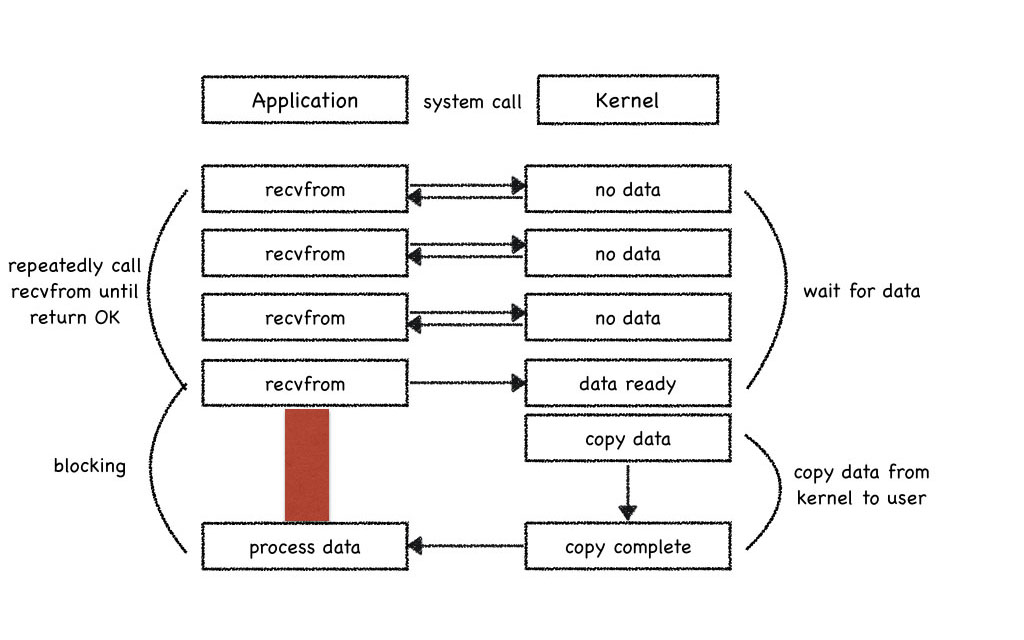 Application
system call
Kernel
recvfrom
no data
recvfrom
no data
repeatedly call
recvfrom until
return OK
recvfrom
no data
wait for data
recvfrom
data ready
copy data
blocking
copy data from
kernel to user
process data
copy complete